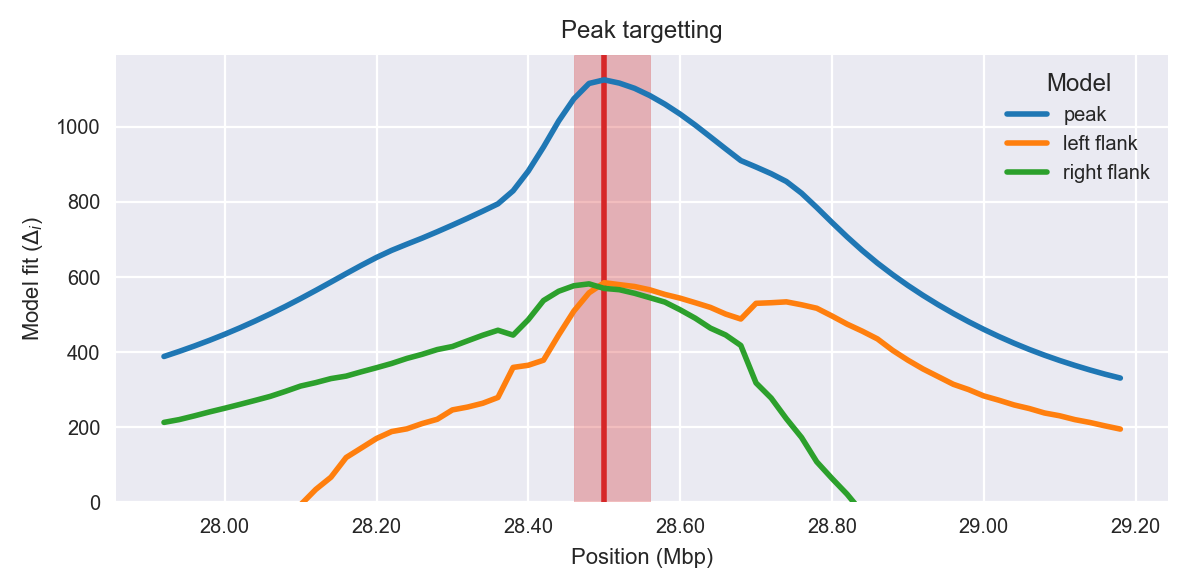 Peak targetting
Model fit (Δi)
1000
800
600
400
200
0
Model
peak
left flank
right flank
28.00 28.20 28.40 28.60 28.80 29.00 29.20
Position (Mbp)